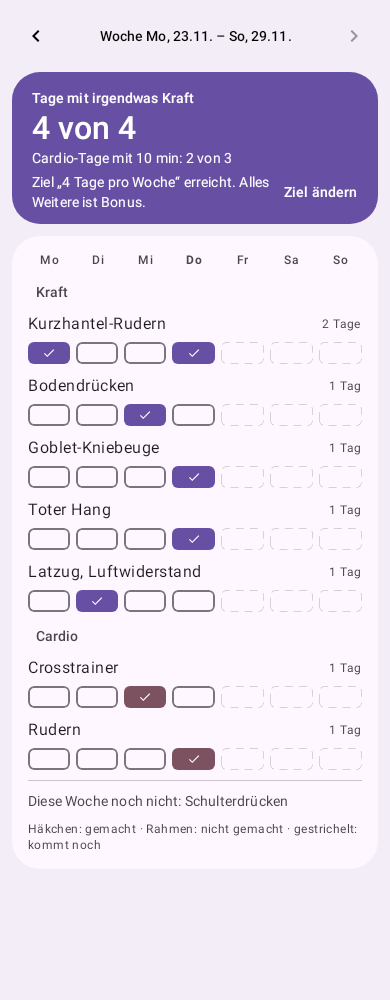 Woche Mo, 23.11. – So, 29.11.
Tage mit irgendwas Kraft
4 von 4
Cardio-Tage mit 10 min: 2 von 3
Ziel „4 Tage pro Woche“ erreicht. Alles
Weitere ist Bonus.
Ziel ändern
Mo Di Mi Do Fr Sa So
Kraft
Kurzhantel-Rudern 2 Tage
Bodendrücken 1 Tag
Goblet-Kniebeuge 1 Tag
Toter Hang 1 Tag
Latzug, Luftwiderstand 1 Tag
Cardio
Crosstrainer 1 Tag
Rudern 1 Tag
Diese Woche noch nicht: Schulterdrücken
Häkchen: gemacht · Rahmen: nicht gemacht · gestrichelt:
kommt noch